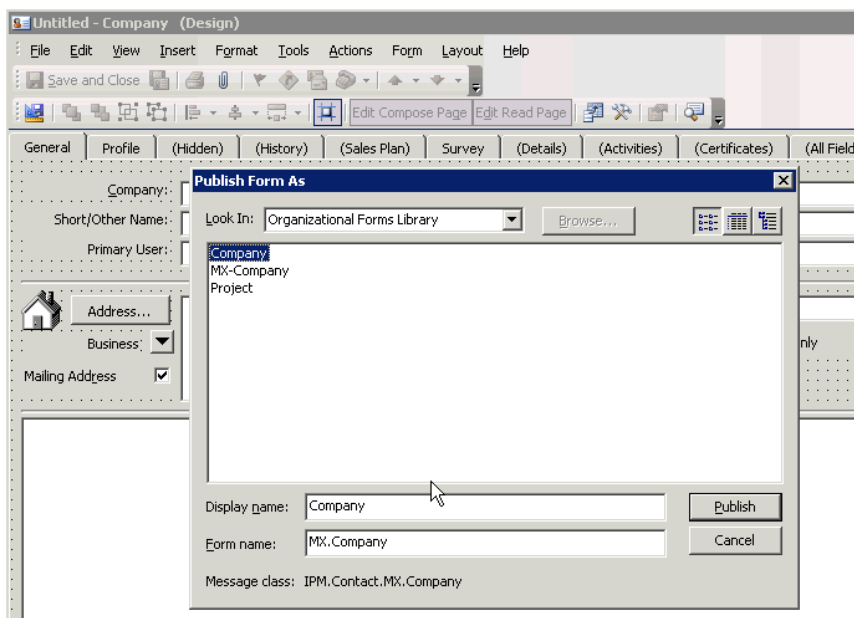 Untitled - Company (Design)
File Edit View Insert Format Tools Actions Form Layout Help
Save and Close
Edit Compose Page Edit Read Page
General Profile (Hidden) (History) (Sales Plan) Survey (Details) (Activities) (Certificates) (All Field
Publish Form As
Company:
Short/Other Name:
Look In: Organizational Forms Library Browse...
Primary User:
Company
MX-Company
Project
Address...
Business:
nly
Mailing Address
Display name: Company Publish
Form name: MX.Company Cancel
Message class: IPM.Contact.MX.Company